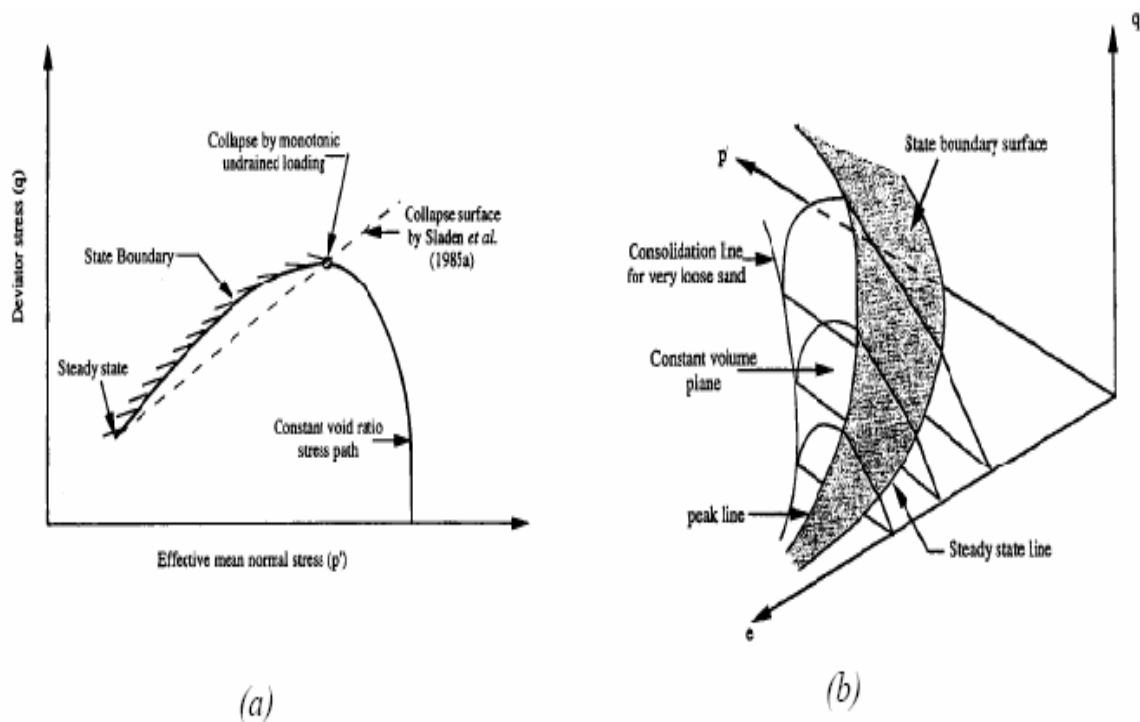 Deviator stress (q)
Collapse by monotonic
undrained loading
Collapse surface
by Sladen et al.
(1985a)
State Boundary
Steady state
Constant void ratio
stress path
Effective mean normal stress (p')
(a)
q
p'
State boundary surface
Consolidation lne
for very loose sand
Constant volume
plane
peak line
Steady state line
e
(b)